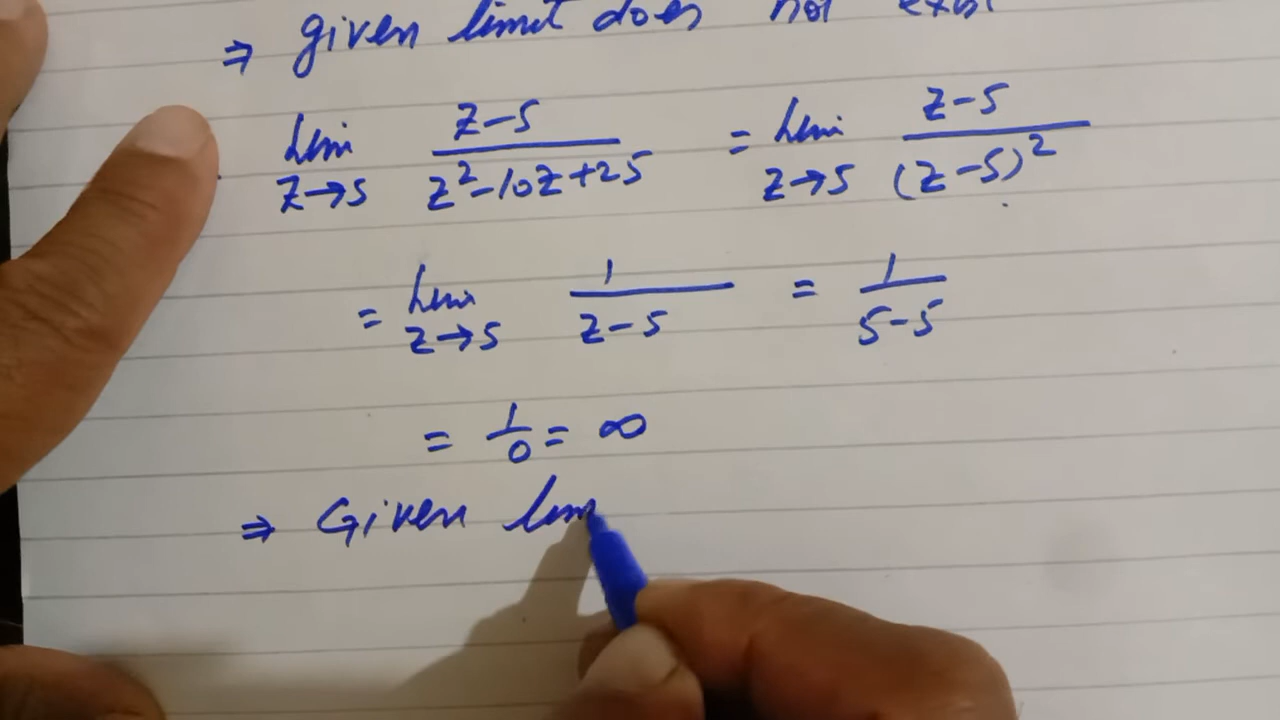 ⇒ given limit does not exist
Lim z→5 z-5 / z²-10z+25 = Lim z→5 z-5 / (z-5)²
= Lim z→5 1 / z-5 = 1 / 5-5
= 1/0 = ∞
⇒ Given lim